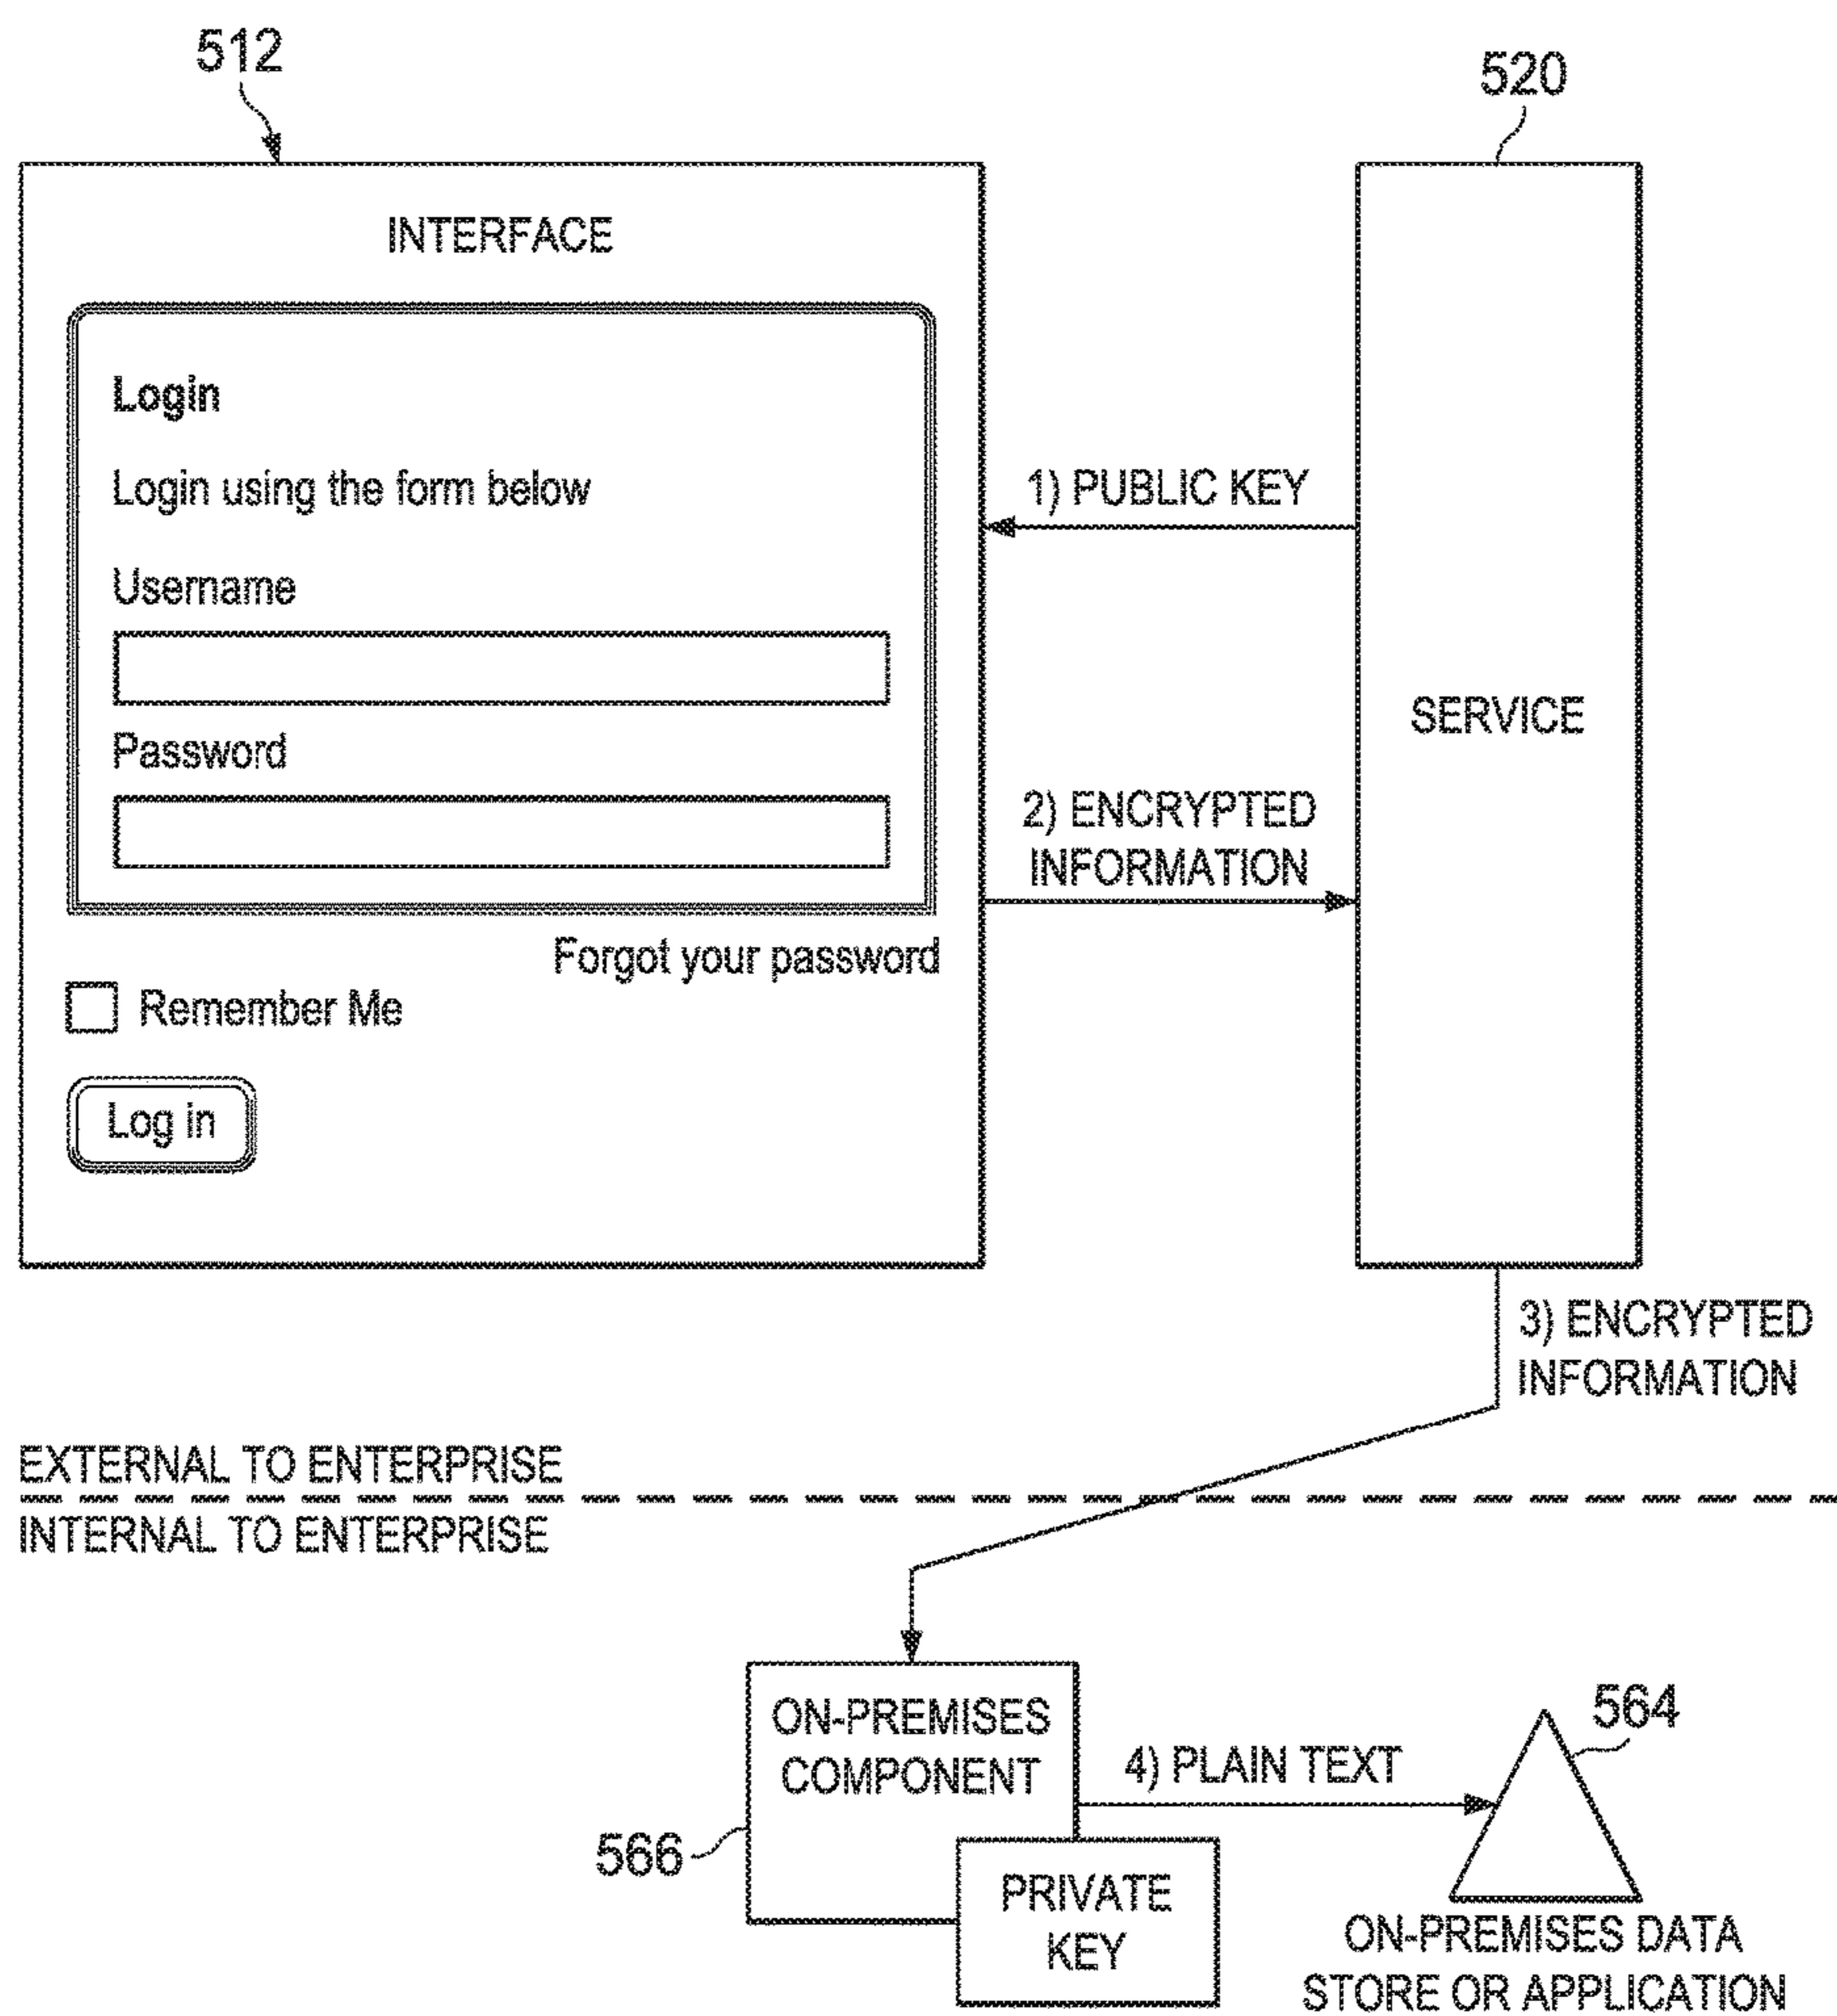 512
520
INTERFACE
Login
Login using the form below
Username
Password
Forgot your password
Remember Me
Log in
1) PUBLIC KEY
2) ENCRYPTED
INFORMATION
SERVICE
3) ENCRYPTED
INFORMATION
EXTERNAL TO ENTERPRISE
INTERNAL TO ENTERPRISE
ON-PREMISES
COMPONENT
566
PRIVATE
KEY
4) PLAIN TEXT
564
ON-PREMISES DATA
STORE OR APPLICATION